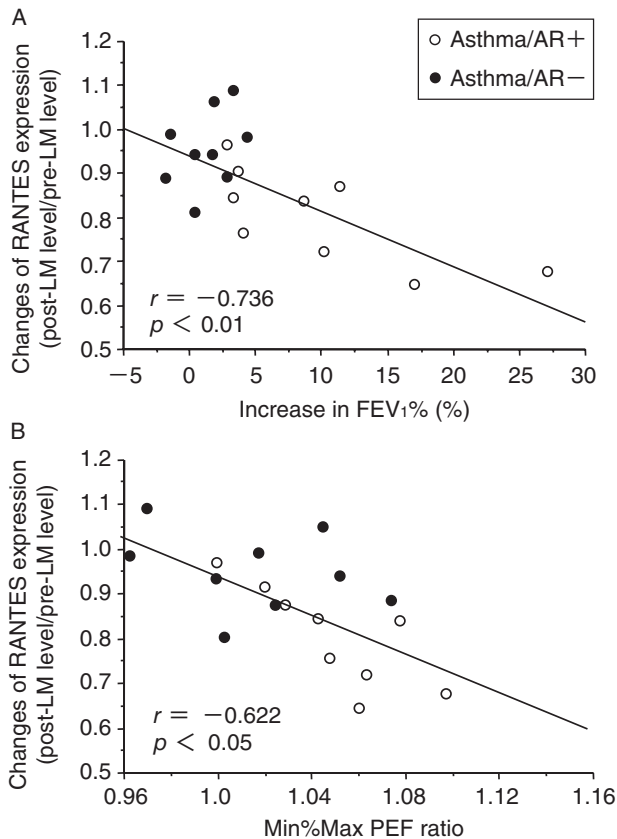 A
Asthma/AR+
Asthma/AR−
Changes of RANTES expression
(post-LM level/pre-LM level)
1.2
1.1
1.0
0.9
0.8
0.7
0.6
0.5
r = −0.736
p < 0.01
−5 0 5 10 15 20 25 30
Increase in FEV₁% (%)
B
Changes of RANTES expression
(post-LM level/pre-LM level)
1.2
1.1
1.0
0.9
0.8
0.7
0.6
0.5
r = −0.622
p < 0.05
0.96 1.0 1.04 1.08 1.12 1.16
Min%Max PEF ratio